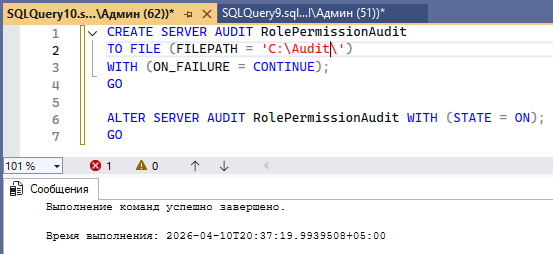 SQLQuery10.s...\Админ (62))*
SQLQuery9.sql...l\Админ (51))*
1 CREATE SERVER AUDIT RolePermissionAudit
2 TO FILE (FILEPATH = 'C:\Audit\')
3 WITH (ON_FAILURE = CONTINUE);
4 GO
5
6 ALTER SERVER AUDIT RolePermissionAudit WITH (STATE = ON);
7 GO
101 % 1 0
Сообщения
Выполнение команд успешно завершено.
Время выполнения: 2026-04-10T20:37:19.9939508+05:00